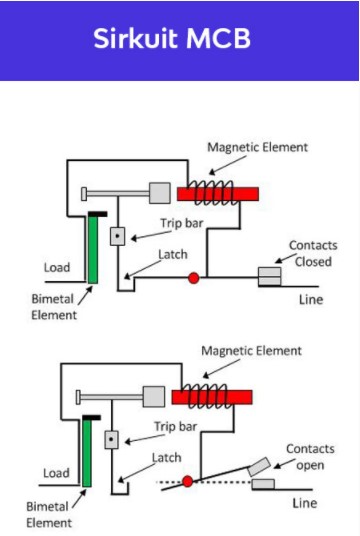 Sirkuit MCB
Magnetic Element
Trip bar
Latch
Contacts
Closed
Load
Line
Bimetal
Element
Magnetic Element
Trip bar
Latch
Contacts
open
Load
Line
Bimetal
Element